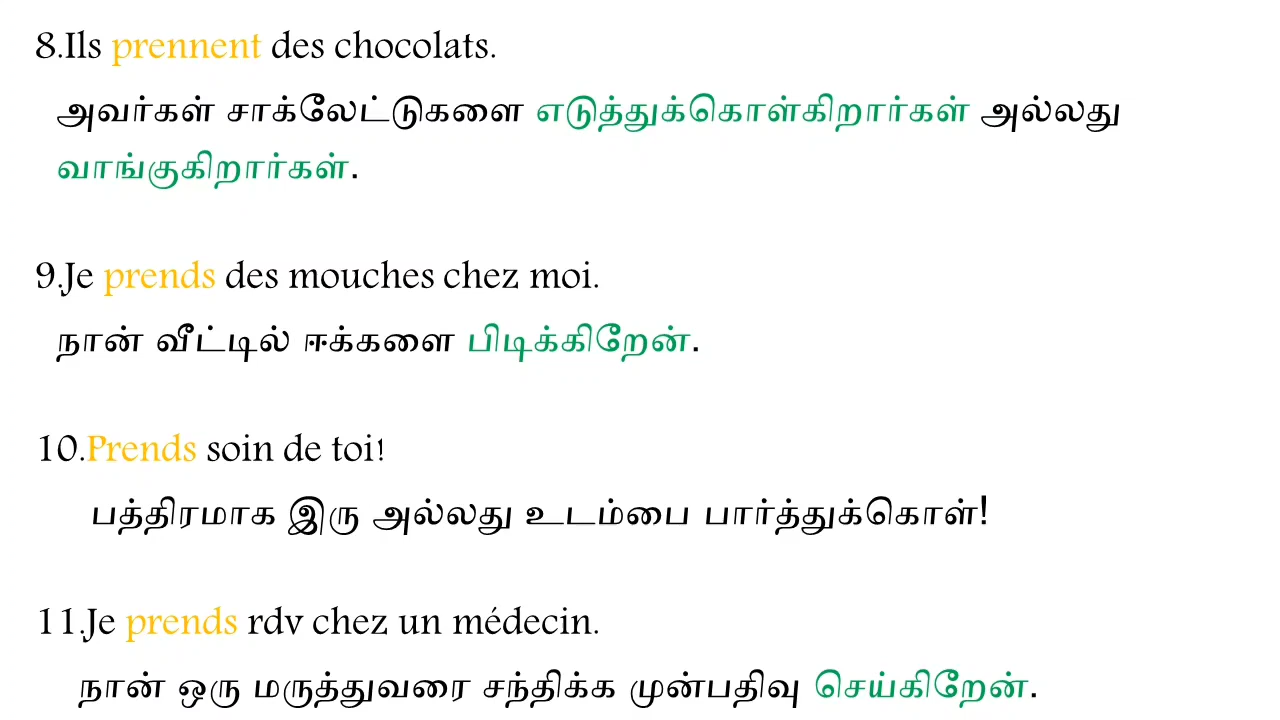 8.Ils prennent des chocolats.
அவர்கள் சாக்லேட்டுகளை எடுத்துக்கொள்கிறார்கள் அல்லது
வாங்குகிறார்கள்.
9.Je prends des mouches chez moi.
நான் வீட்டில் ஈக்களை பிடிக்கிறேன்.
10.Prends soin de toi!
பத்திரமாக இரு அல்லது உடம்பை பார்த்துக்கொள்!
11.Je prends rdv chez un médecin.
நான் ஒரு மருத்துவரை சந்திக்க முன்பதிவு செய்கிறேன்.